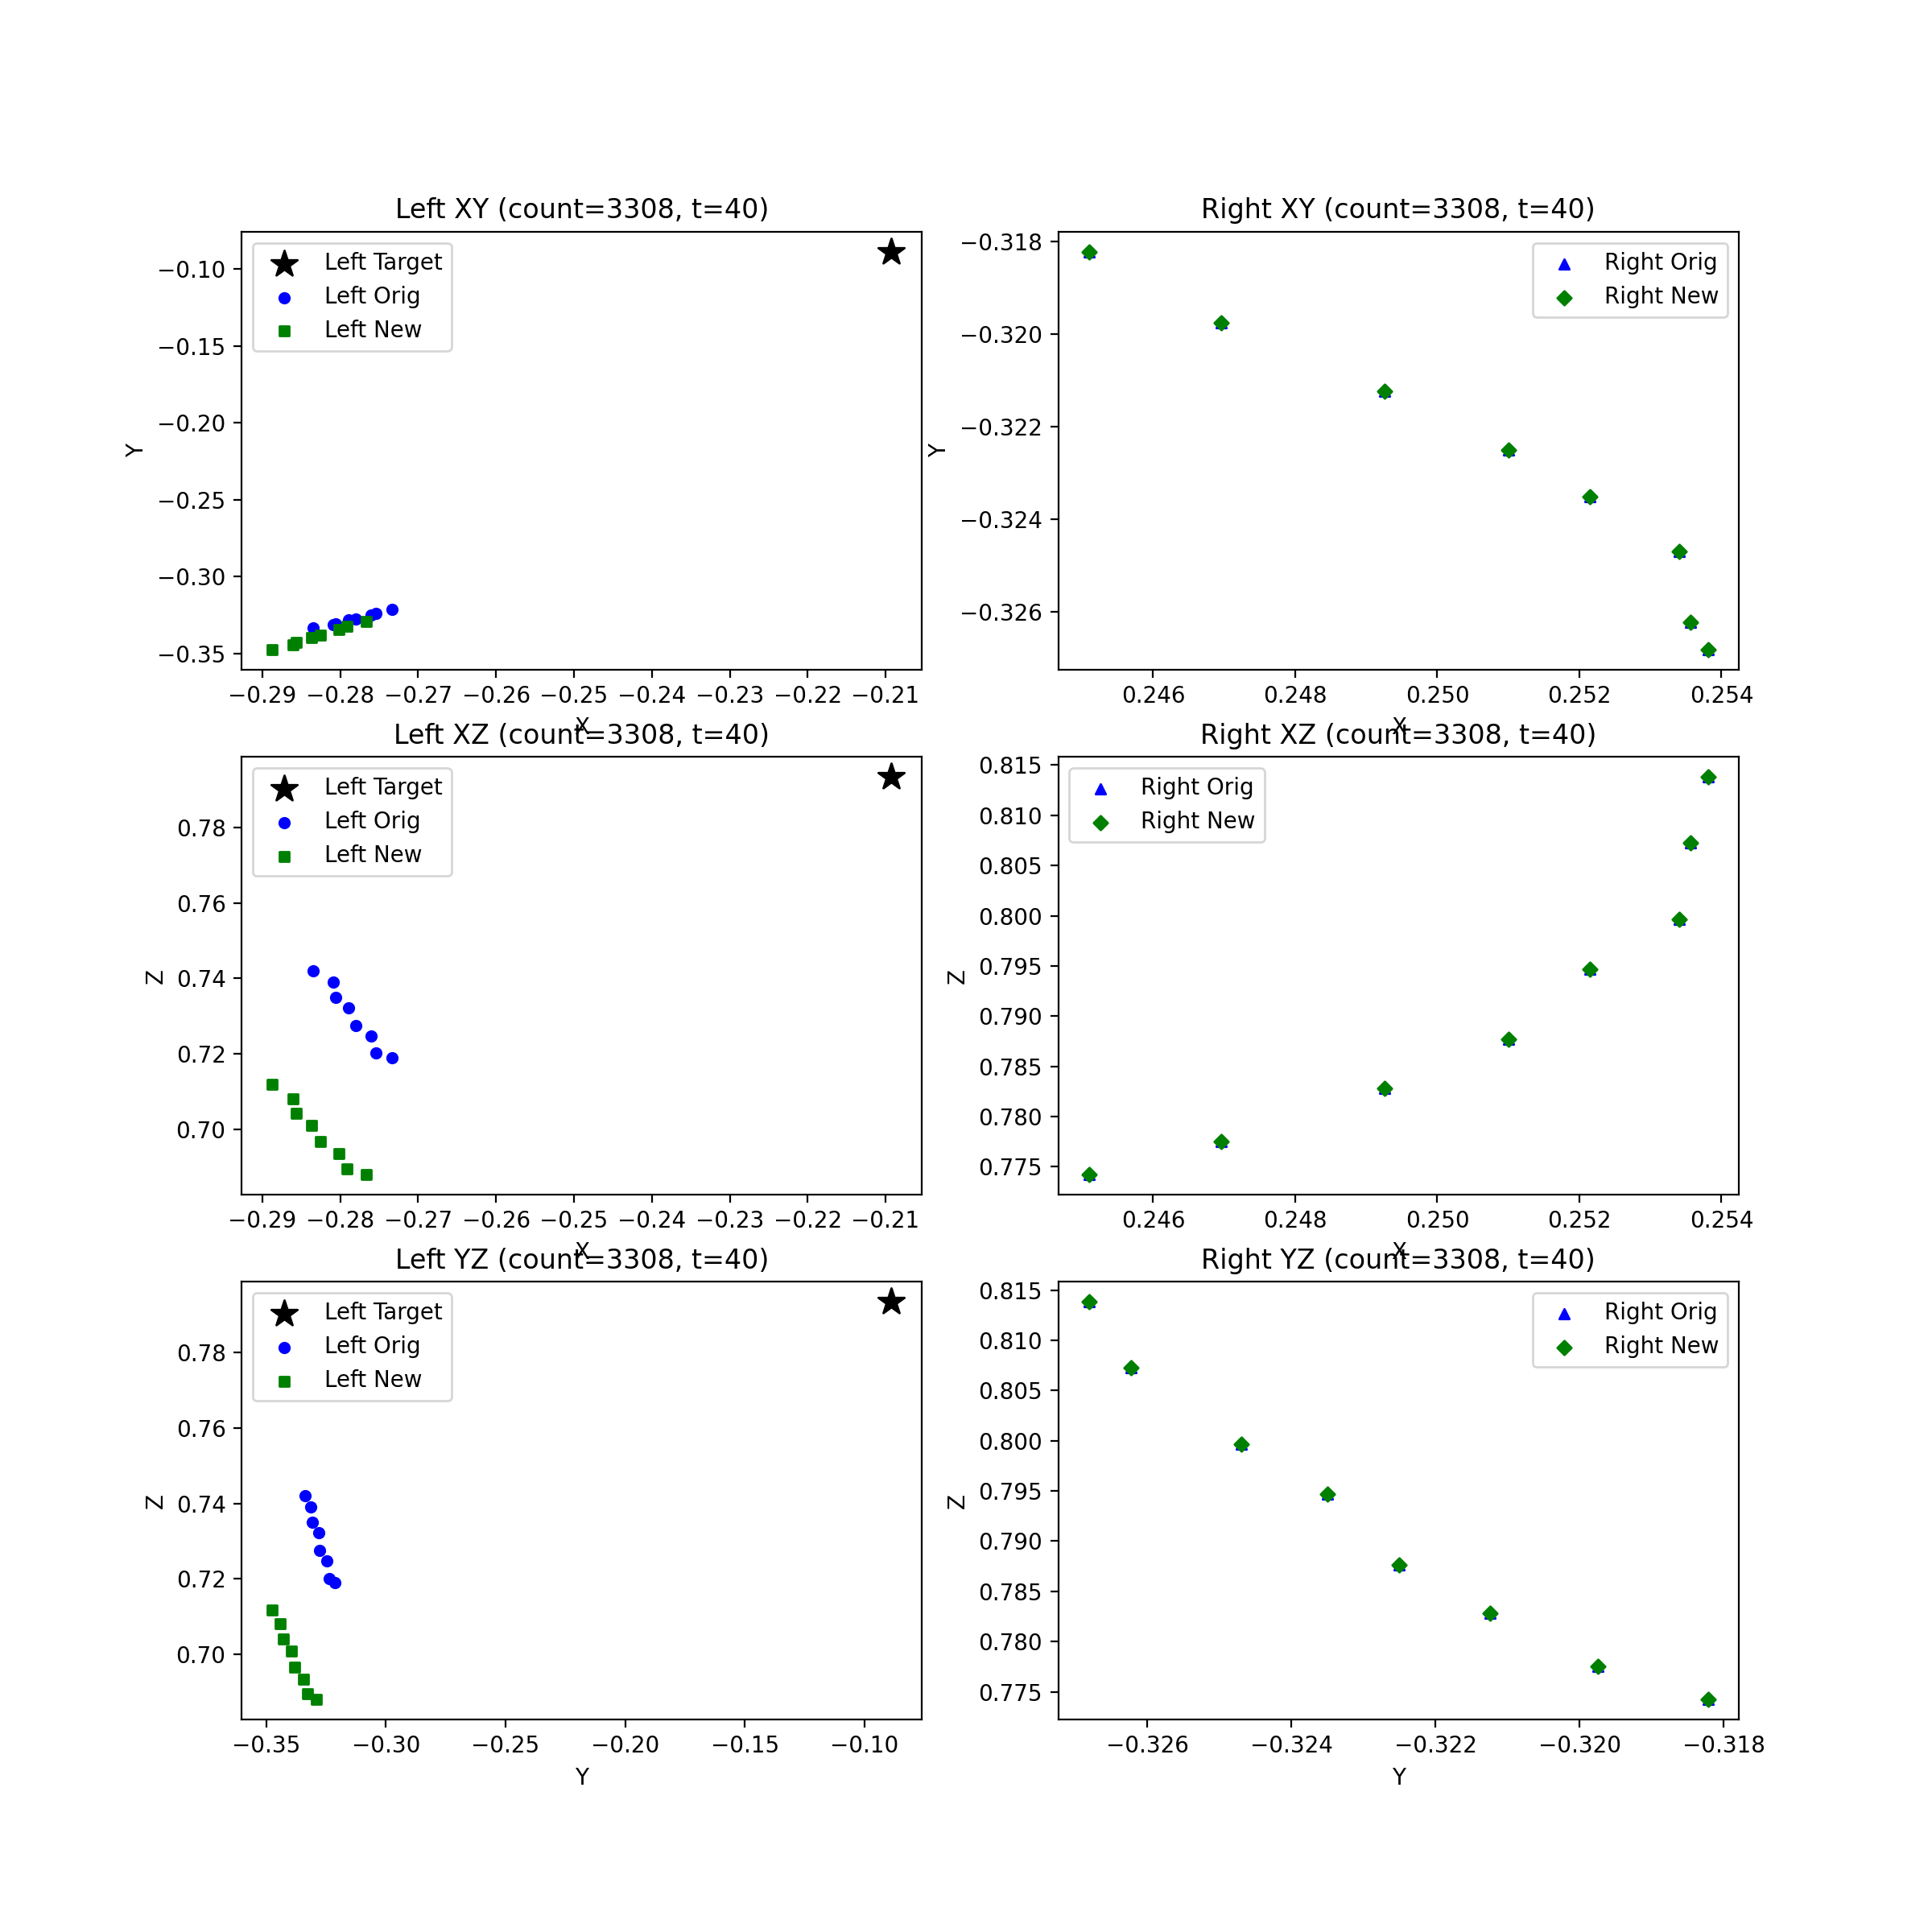 Left XY (count=3308, t=40)
Left Target
Left Orig
Left New
−0.10
−0.15
−0.20
−0.25
−0.30
−0.35
Y
−0.29
−0.28
−0.27
−0.26
−0.25
−0.24
−0.23
−0.22
−0.21
X
Right XY (count=3308, t=40)
Right Orig
Right New
−0.318
−0.320
−0.322
−0.324
−0.326
Y
0.246
0.248
0.250
0.252
0.254
X
Left XZ (count=3308, t=40)
Left Target
Left Orig
Left New
0.78
0.76
0.74
0.72
0.70
Z
−0.29
−0.28
−0.27
−0.26
−0.25
−0.24
−0.23
−0.22
−0.21
X
Right XZ (count=3308, t=40)
Right Orig
Right New
0.815
0.810
0.805
0.800
0.795
0.790
0.785
0.780
0.775
Z
0.246
0.248
0.250
0.252
0.254
X
Left YZ (count=3308, t=40)
Left Target
Left Orig
Left New
0.78
0.76
0.74
0.72
0.70
Z
−0.35
−0.30
−0.25
−0.20
−0.15
−0.10
Y
Right YZ (count=3308, t=40)
Right Orig
Right New
0.815
0.810
0.805
0.800
0.795
0.790
0.785
0.780
0.775
Z
−0.326
−0.324
−0.322
−0.320
−0.318
Y